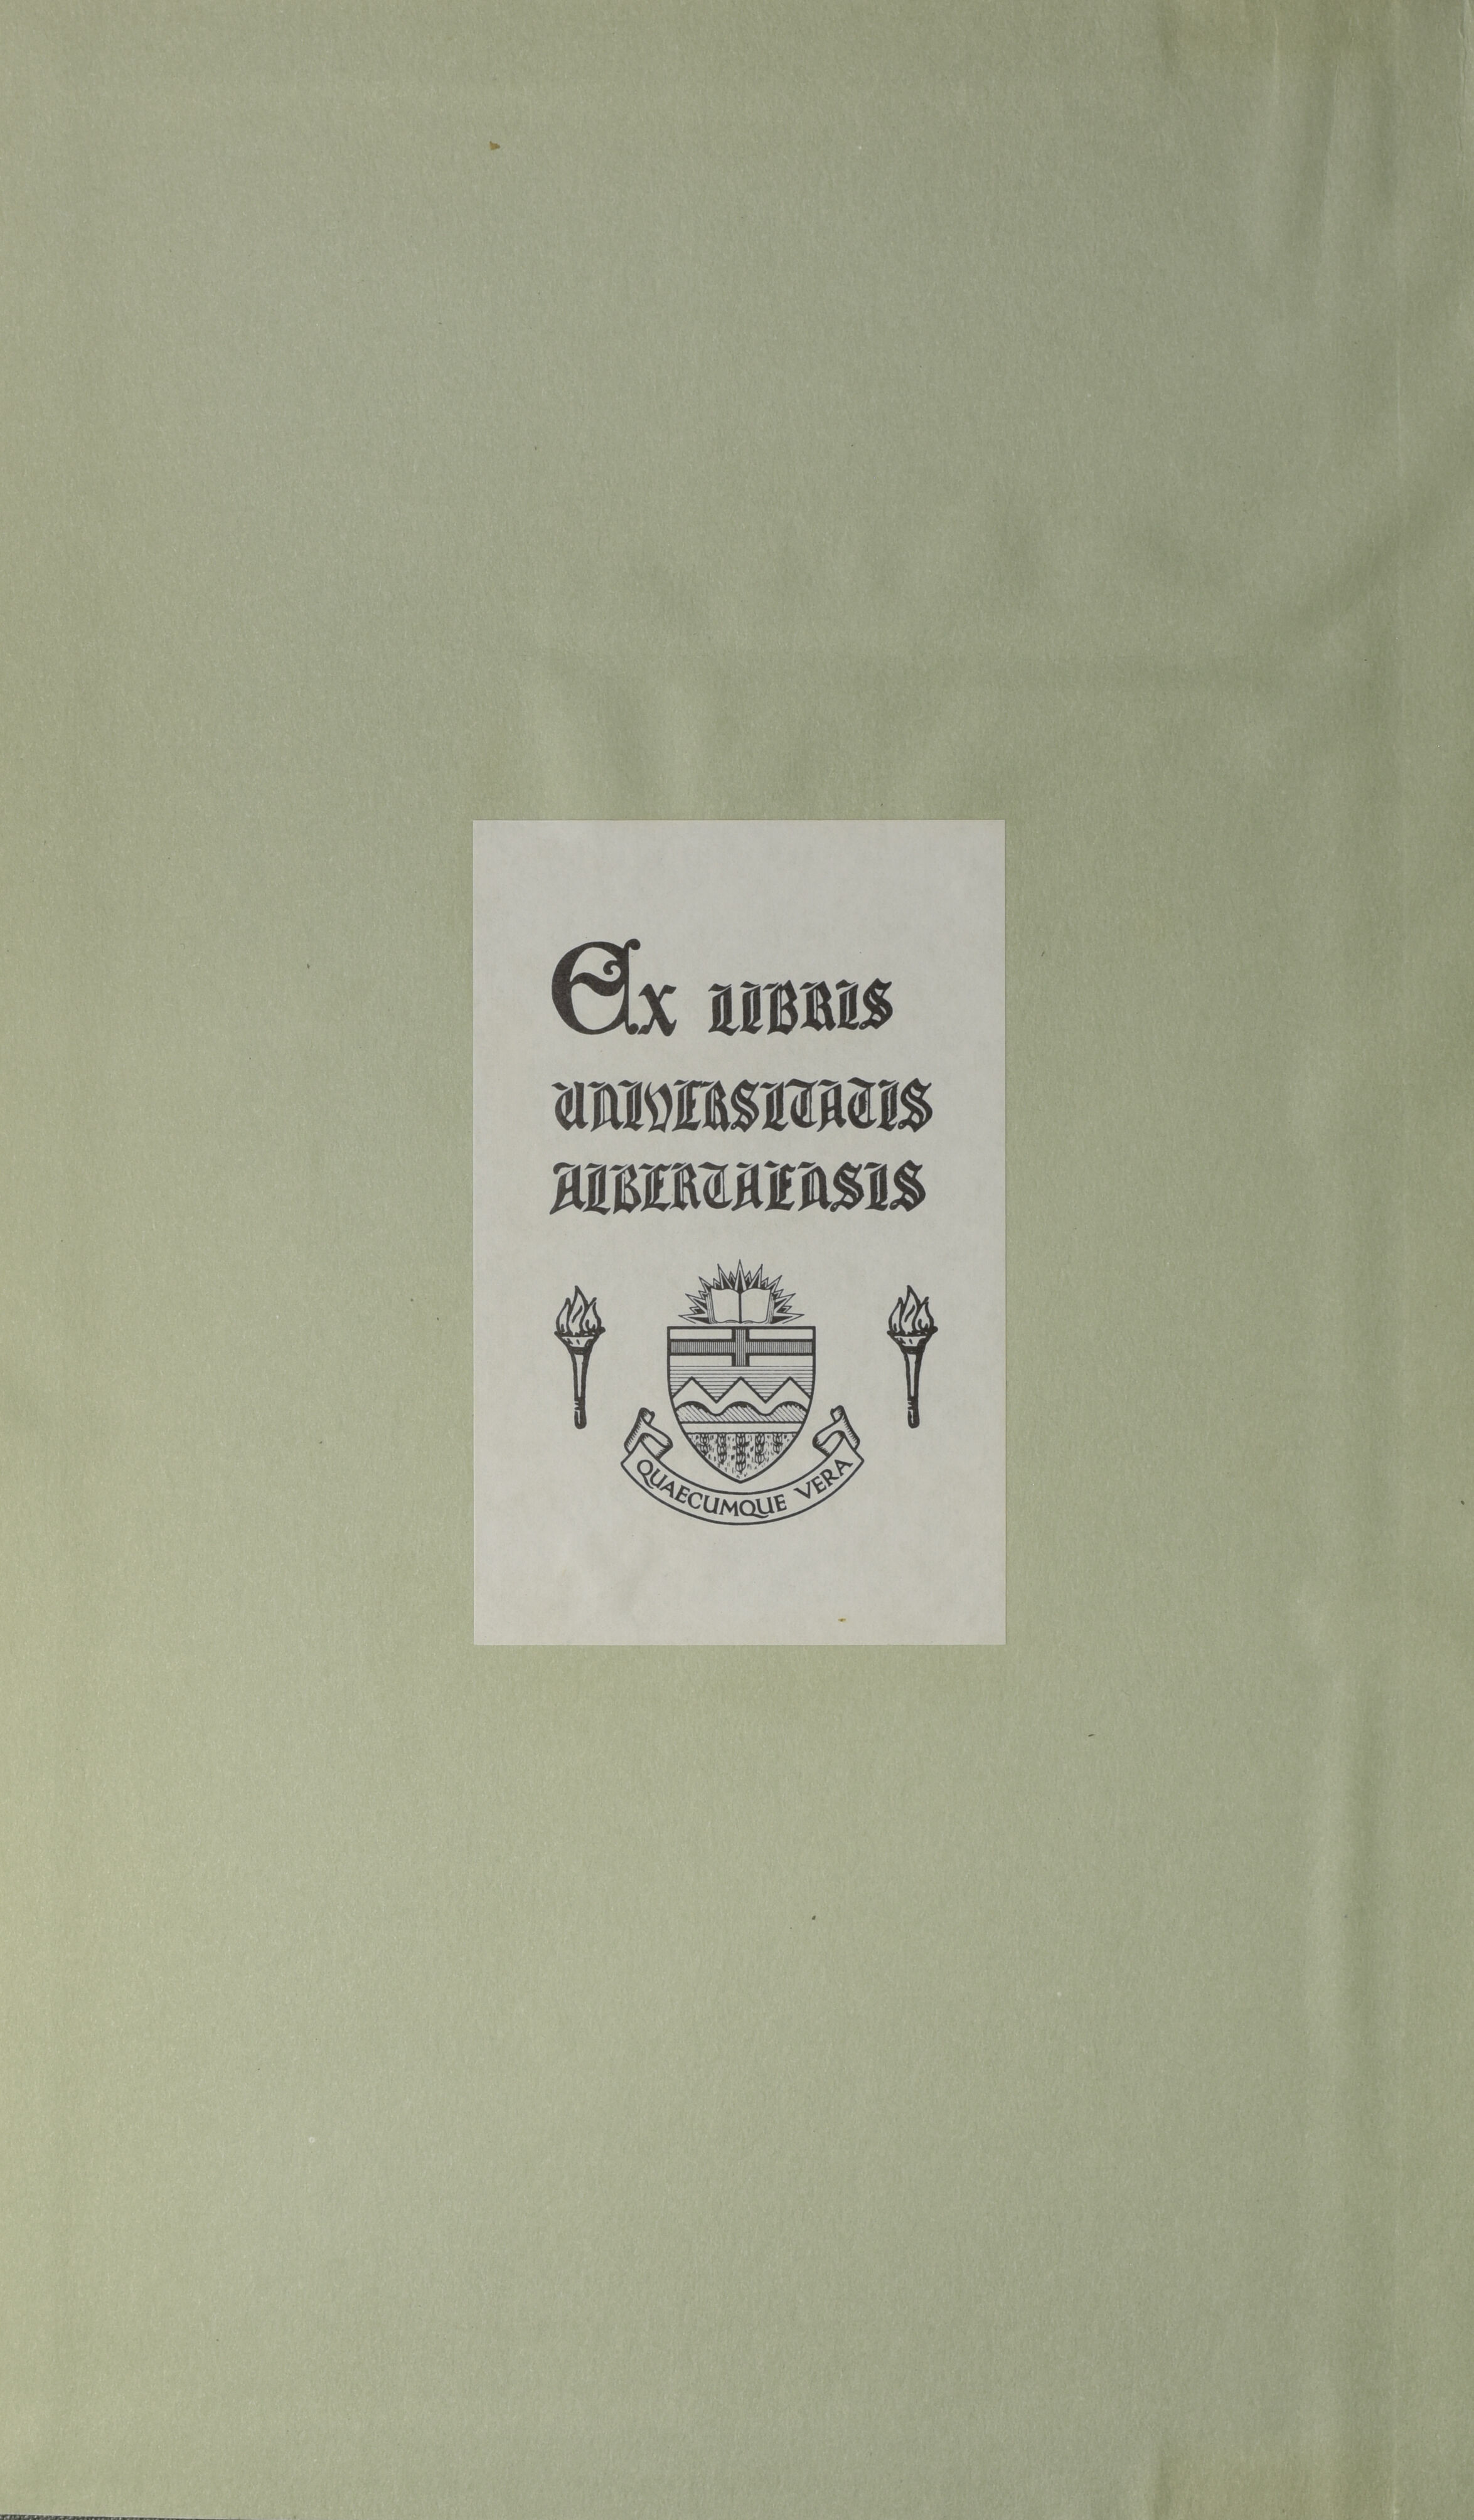 Ex LIBRIS
UNIVERSITATIS
ALBERTAENSIS
QUAECUMQUE VERA